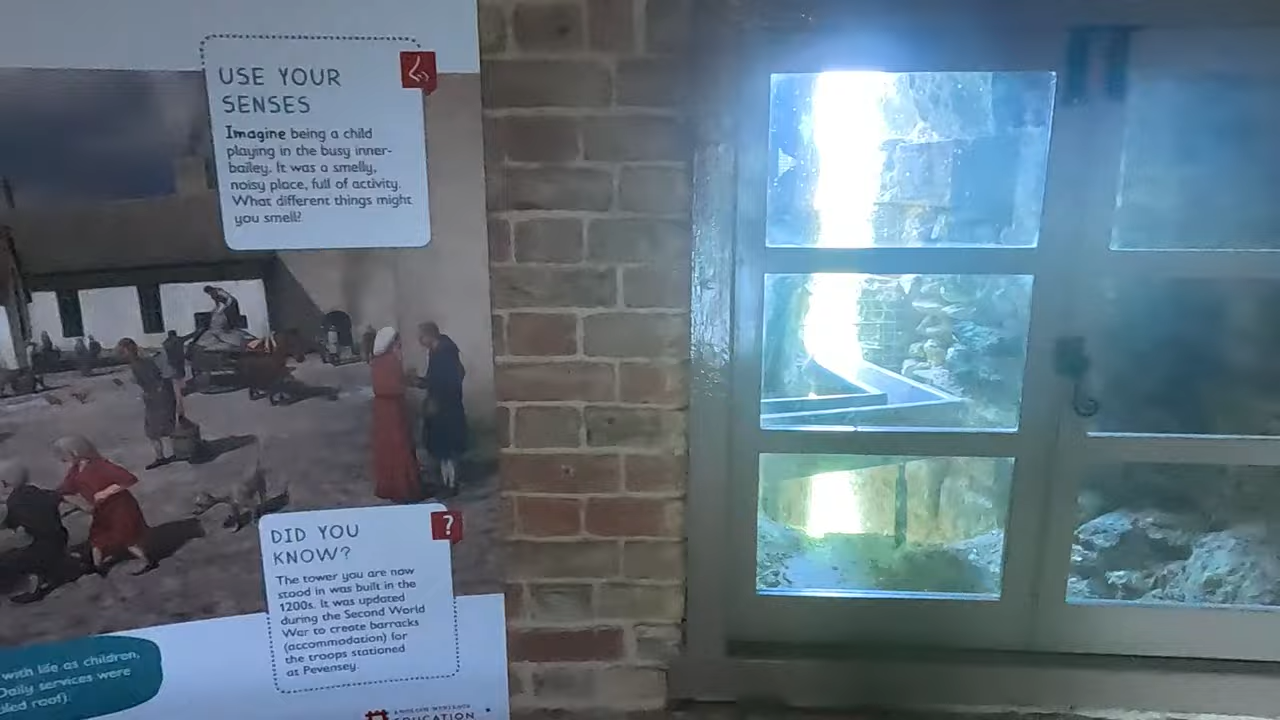 USE YOUR
SENSES
Imagine being a child
playing in the busy inner-
bailey. It was a smelly,
noisy place, full of activity.
What different things might
you smell?
DID YOU
KNOW?
?
The tower you are now
stood in was built in the
1200s. It was updated
during the Second World
War to create barracks
(accommodation) for
the troops stationed
at Pevensey.
with life as children,
Daily services were
roof).
EDUCATION